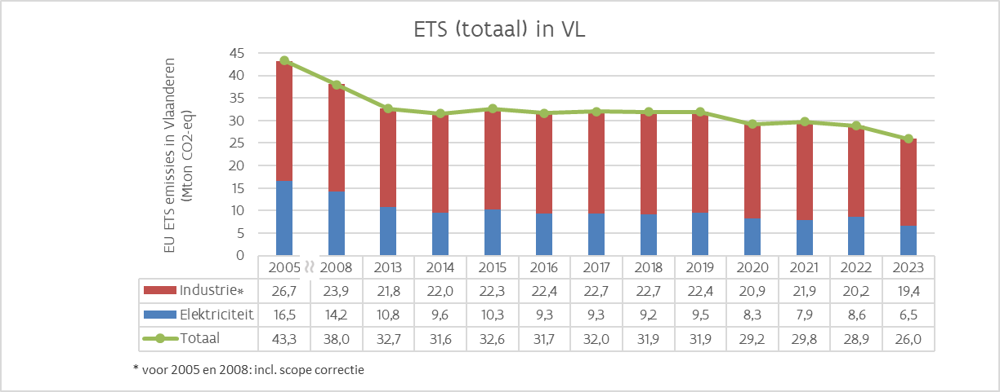 ETS (totaal) in VL
EU ETS emissies in Vlaanderen
(Mton CO2-eq)
45
40
35
30
25
20
15
10
5
0
2005 2008 2013 2014 2015 2016 2017 2018 2019 2020 2021 2022 2023
Industrie* 26,7 23,9 21,8 22,0 22,3 22,4 22,7 22,7 22,4 20,9 21,9 20,2 19,4
Elektriciteit 16,5 14,2 10,8 9,6 10,3 9,3 9,3 9,2 9,5 8,3 7,9 8,6 6,5
Totaal 43,3 38,0 32,7 31,6 32,6 31,7 32,0 31,9 31,9 29,2 29,8 28,9 26,0
* voor 2005 en 2008: incl. scope correctie